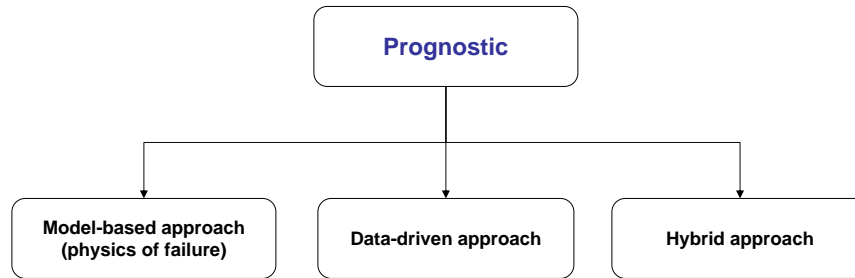 Prognostic
Model-based approach
(physics of failure)
Data-driven approach
Hybrid approach